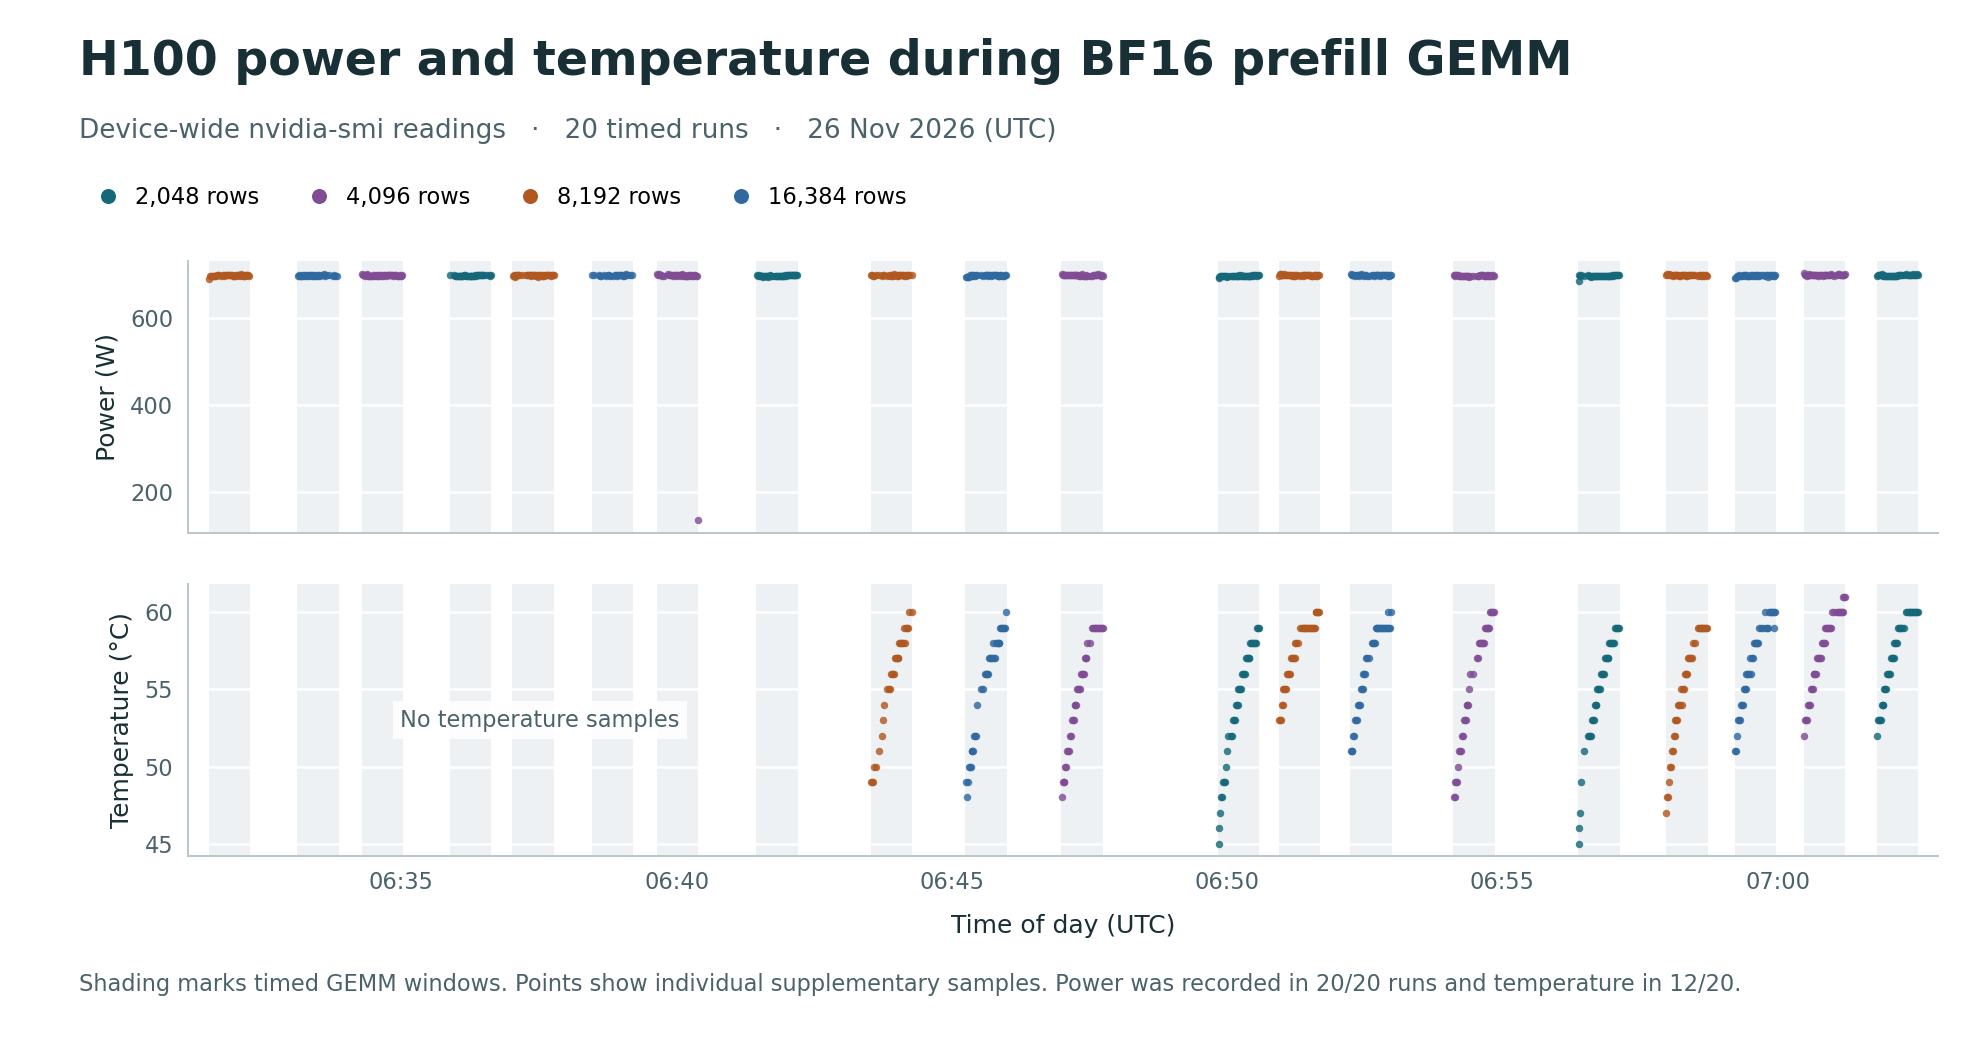 H100 power and temperature during BF16 prefill GEMM
Device-wide nvidia-smi readings · 20 timed runs · 26 Nov 2026 (UTC)
2,048 rows 4,096 rows 8,192 rows 16,384 rows
Power (W)
600
400
200
Temperature (°C)
60
55
50
45
No temperature samples
06:35 06:40 06:45 06:50 06:55 07:00
Time of day (UTC)
Shading marks timed GEMM windows. Points show individual supplementary samples. Power was recorded in 20/20 runs and temperature in 12/20.